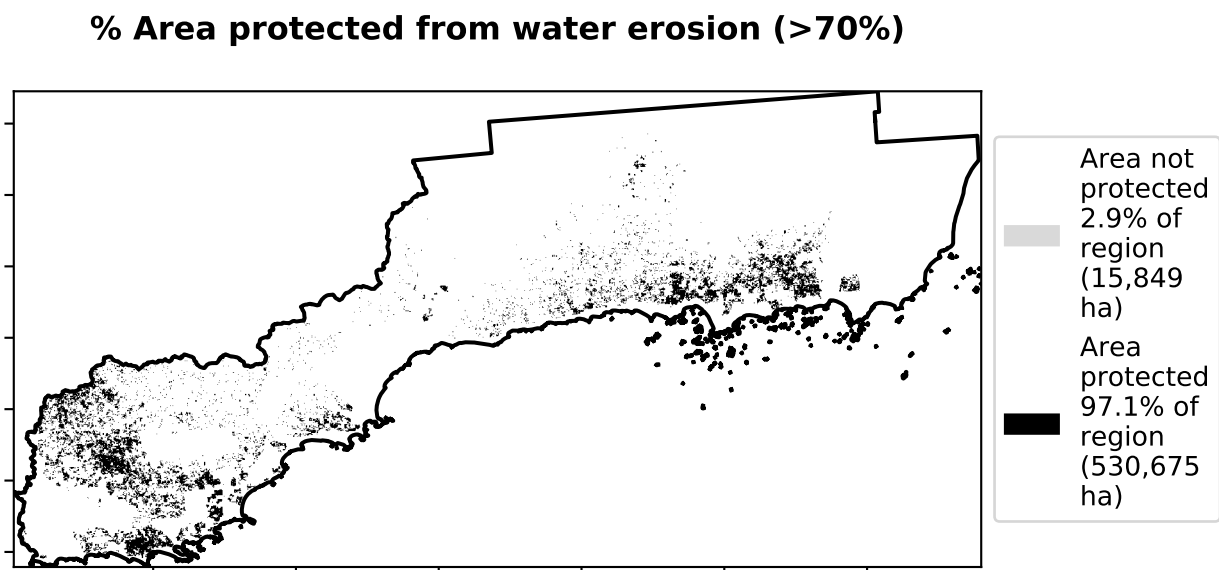 % Area protected from water erosion (>70%)
Area not
protected
2.9% of
region
(15,849
ha)
Area
protected
97.1% of
region
(530,675
ha)